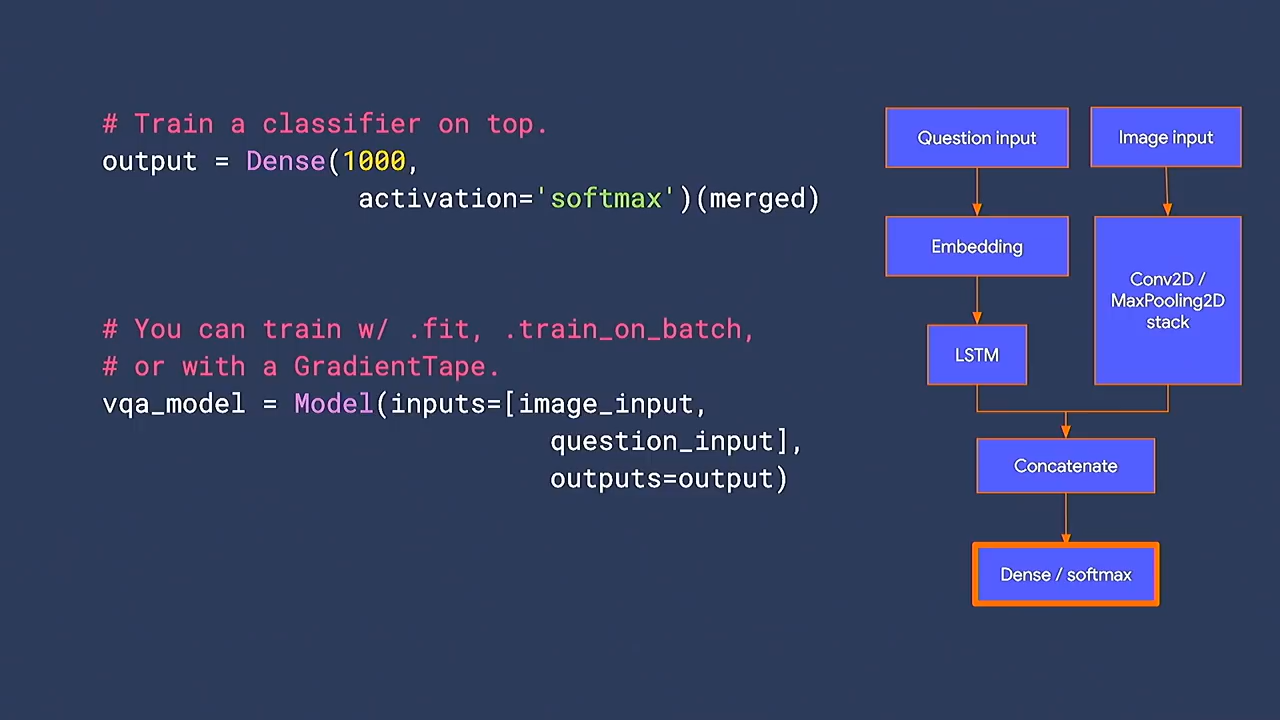 # Train a classifier on top.
output = Dense(1000,
activation='softmax')(merged)
# You can train w/ .fit, .train_on_batch,
# or with a GradientTape.
vqa_model = Model(inputs=[image_input,
question_input],
outputs=output)
Question input
Image input
Embedding
Conv2D /
MaxPooling2D
stack
LSTM
Concatenate
Dense / softmax